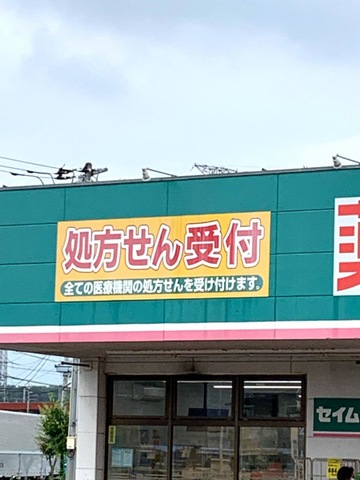 処方せん受付
全ての医療機関の処方せんを受け付けます。
薬
セイム